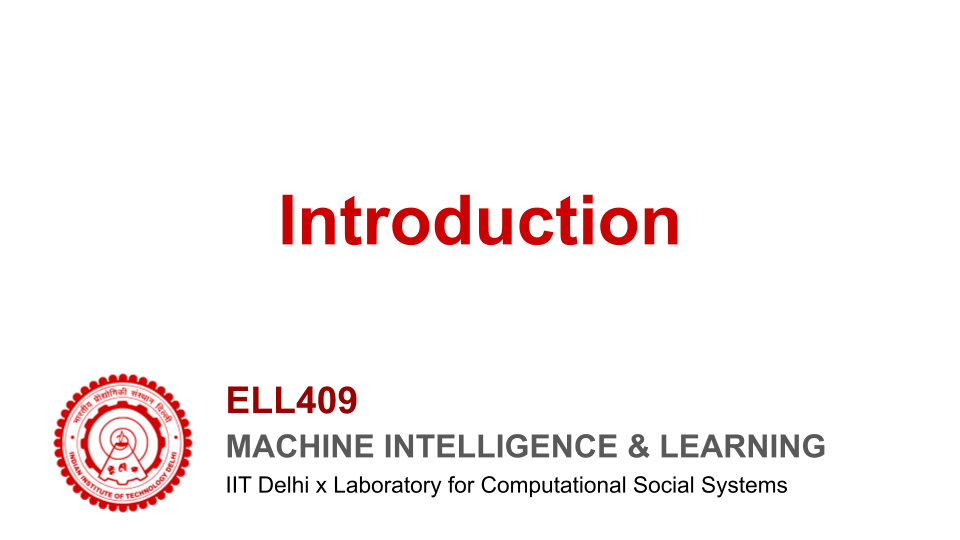 Introduction
ELL409
MACHINE INTELLIGENCE & LEARNING
IIT Delhi x Laboratory for Computational Social Systems
भारतीय प्रौद्योगिकी संस्थान दिल्ली
INDIAN INSTITUTE OF TECHNOLOGY DELHI